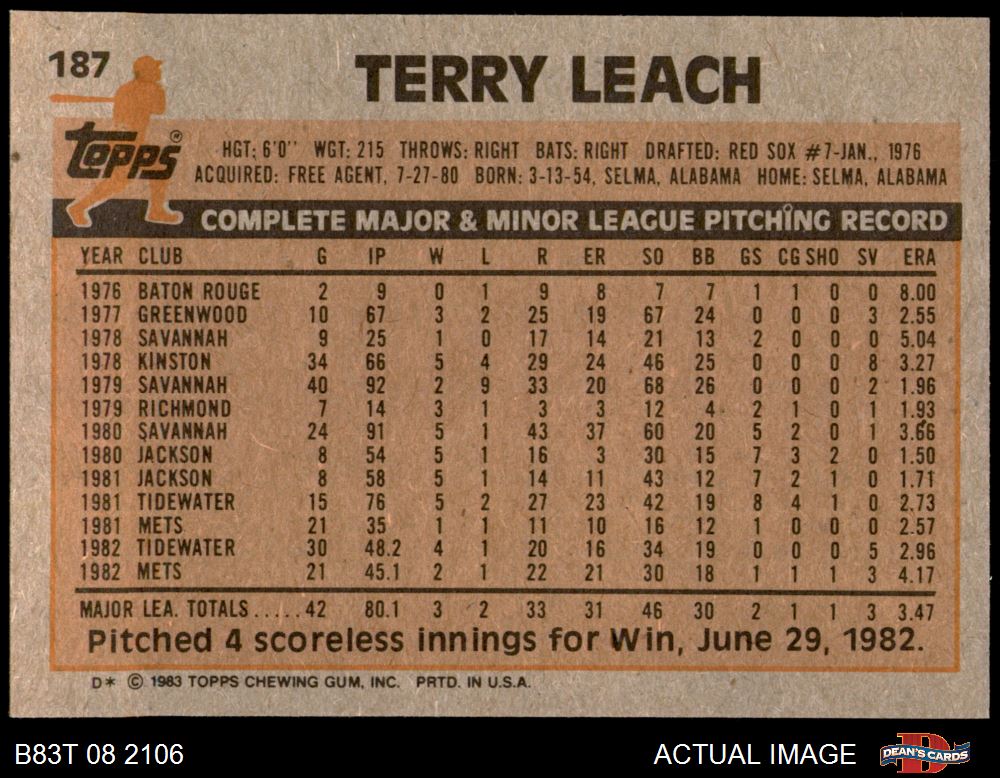 187
TERRY LEACH
Topps®
HGT: 6'0'' WGT: 215 THROWS: RIGHT BATS: RIGHT DRAFTED: RED SOX #7-JAN., 1976
ACQUIRED: FREE AGENT, 7-27-80 BORN: 3-13-54, SELMA, ALABAMA HOME: SELMA, ALABAMA
COMPLETE MAJOR & MINOR LEAGUE PITCHING RECORD
YEAR CLUB G IP W L R ER SO BB GS CG SHO SV ERA
1976 BATON ROUGE 2 9 0 1 9 8 7 7 1 1 0 0 8.00
1977 GREENWOOD 10 67 3 2 25 19 67 24 0 0 0 3 2.55
1978 SAVANNAH 9 25 1 0 17 14 21 13 2 0 0 0 5.04
1978 KINSTON 34 66 5 4 29 24 46 25 0 0 0 8 3.27
1979 SAVANNAH 40 92 2 9 33 20 68 26 0 0 0 2 1.96
1979 RICHMOND 7 14 3 1 3 3 12 4 2 1 0 1 1.93
1980 SAVANNAH 24 91 5 1 43 37 60 20 5 2 0 1 3.66
1980 JACKSON 8 54 5 1 16 3 30 15 7 3 2 0 1.50
1981 JACKSON 8 58 5 1 14 11 43 12 7 2 1 0 1.71
1981 TIDEWATER 15 76 5 2 27 23 42 19 8 4 1 0 2.73
1981 METS 21 35 1 1 11 10 16 12 1 0 0 0 2.57
1982 TIDEWATER 30 48.2 4 1 20 16 34 19 0 0 0 5 2.96
1982 METS 21 45.1 2 1 22 21 30 18 1 1 1 3 4.17
MAJOR LEA. TOTALS.....42 80.1 3 2 33 31 46 30 2 1 1 3 3.47
Pitched 4 scoreless innings for Win, June 29, 1982.
D* © 1983 TOPPS CHEWING GUM, INC. PRTD. IN U.S.A.
B83T 08 2106 ACTUAL IMAGE DEAN'S CARDS